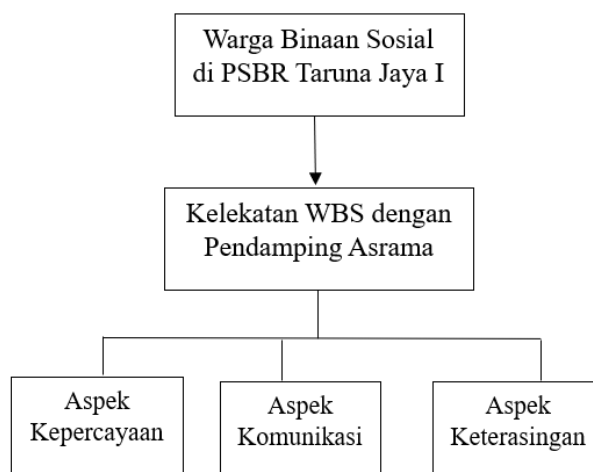 Warga Binaan Sosial
di PSBR Taruna Jaya I
Kelekatan WBS dengan
Pendamping Asrama
Aspek
Kepercayaan
Aspek
Komunikasi
Aspek
Keterasingan